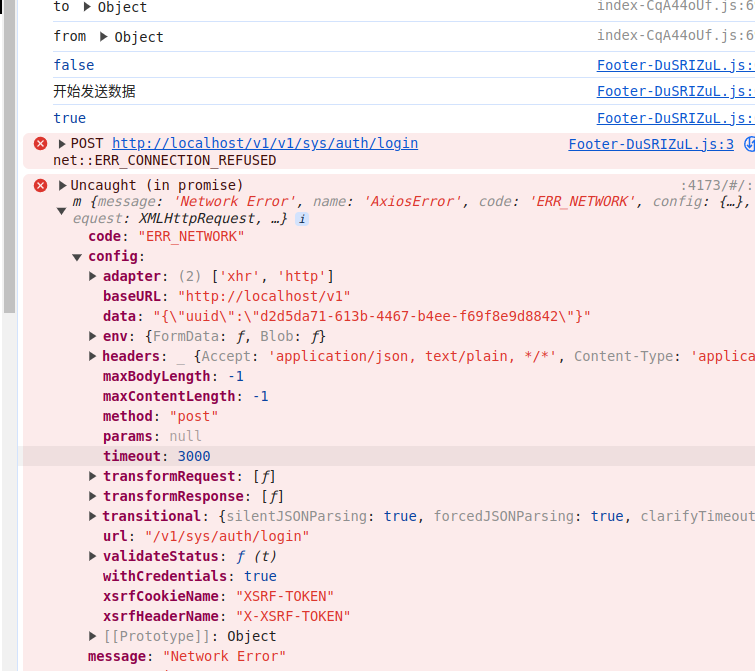 to ▶ Object index-CqA44oUf.js:6
from ▶ Object index-CqA44oUf.js:6
false Footer-DuSRIZuL.js:
开始发送数据 Footer-DuSRIZuL.js:
true Footer-DuSRIZuL.js:
▶ POST http://localhost/v1/v1/sys/auth/login Footer-DuSRIZuL.js:3
net::ERR_CONNECTION_REFUSED
▶ Uncaught (in promise) :4173/#/:
m {message: 'Network Error', name: 'AxiosError', code: 'ERR_NETWORK', config: {…},
▼ equest: XMLHttpRequest, …} i
code: "ERR_NETWORK"
▼ config:
▶ adapter: (2) ['xhr', 'http']
baseURL: "http://localhost/v1"
data: "{\"uuid\":\"d2d5da71-613b-4467-b4ee-f69f8e9d8842\"}"
▶ env: {FormData: ƒ, Blob: ƒ}
▶ headers: _ {Accept: 'application/json, text/plain, */*', Content-Type: 'applica
maxBodyLength: -1
maxContentLength: -1
method: "post"
params: null
timeout: 3000
▶ transformRequest: [ƒ]
▶ transformResponse: [ƒ]
▶ transitional: {silentJSONParsing: true, forcedJSONParsing: true, clarifyTimeout
url: "/v1/sys/auth/login"
▶ validateStatus: ƒ (t)
withCredentials: true
xsrfCookieName: "XSRF-TOKEN"
xsrfHeaderName: "X-XSRF-TOKEN"
▶ [[Prototype]]: Object
message: "Network Error"